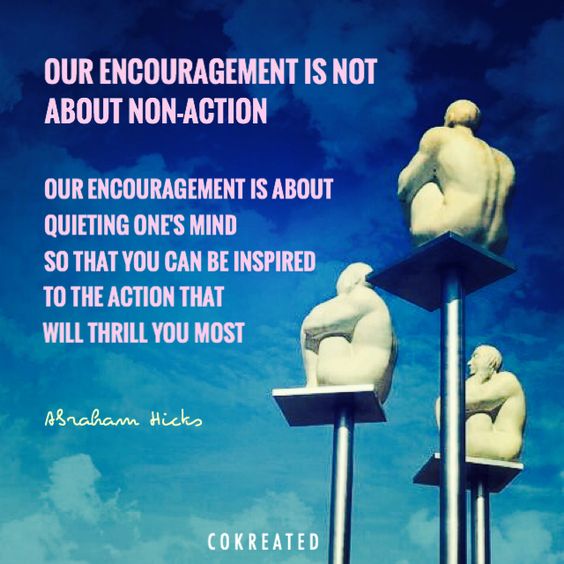 OUR ENCOURAGEMENT IS NOT
ABOUT NON-ACTION
OUR ENCOURAGEMENT IS ABOUT
QUIETING ONE'S MIND
SO THAT YOU CAN BE INSPIRED
TO THE ACTION THAT
WILL THRILL YOU MOST
Abraham Hicks
COKREATED